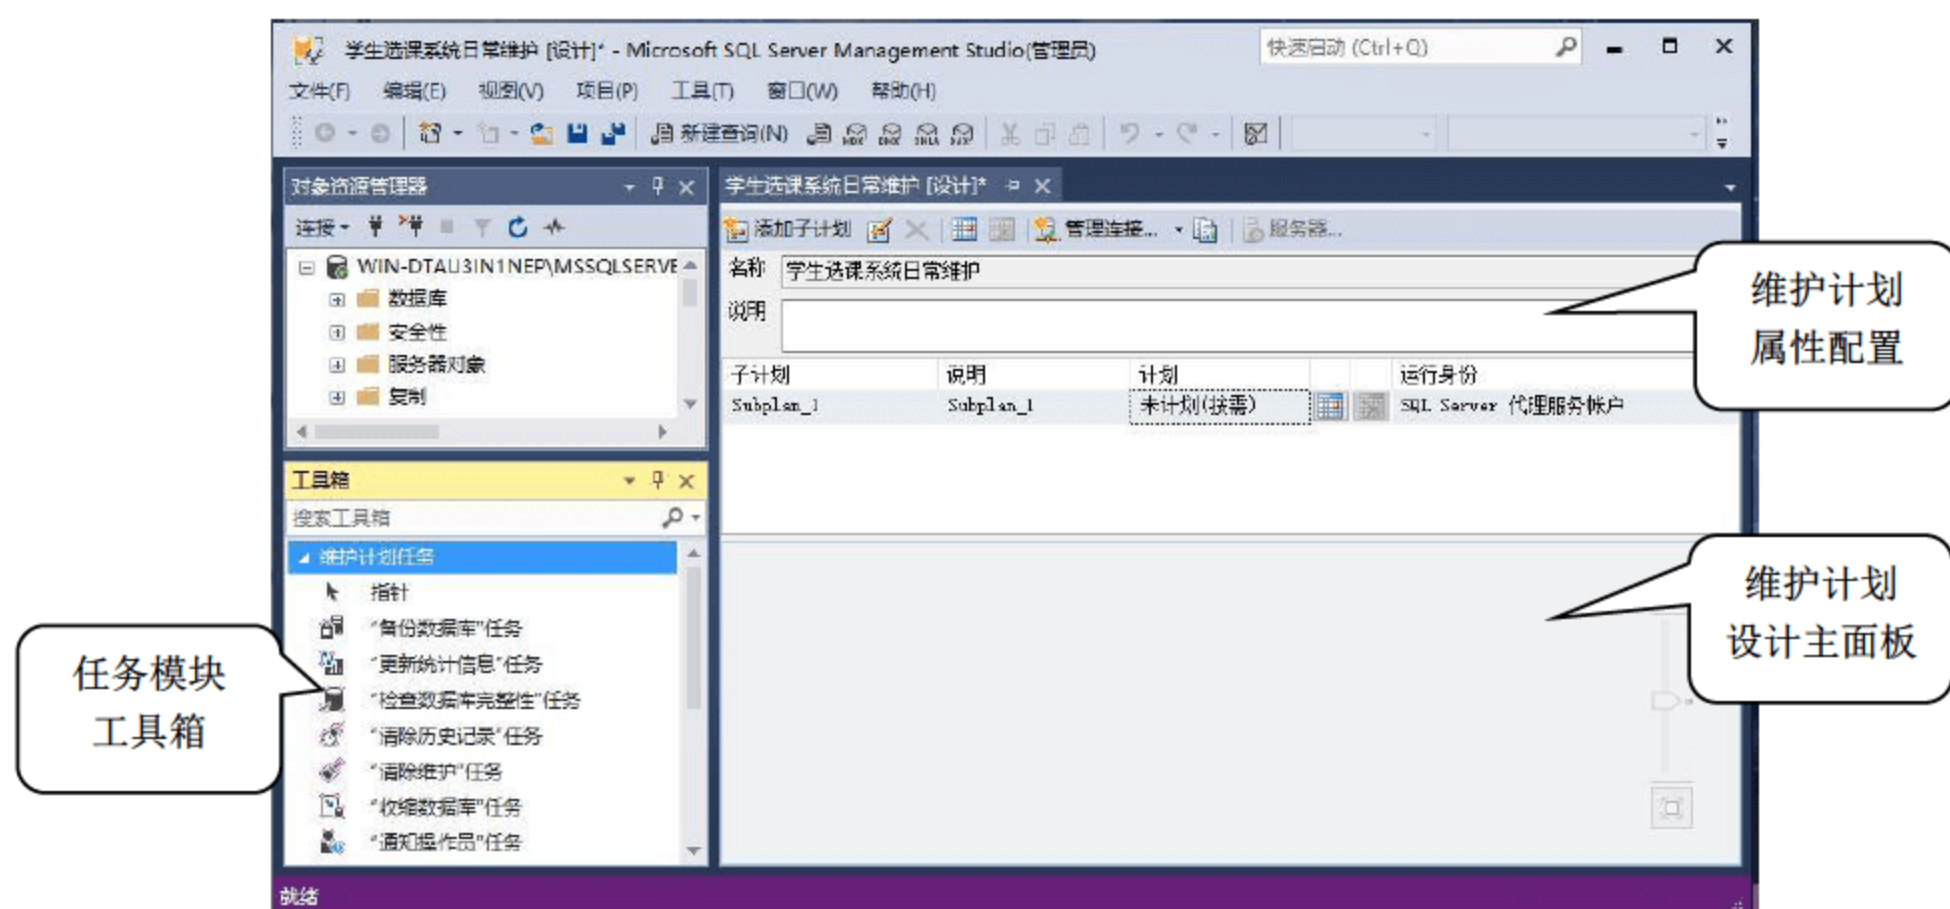 学生选课系统日常维护 [设计]* - Microsoft SQL Server Management Studio(管理员)
快速启动 (Ctrl+Q)
文件(F) 编辑(E) 视图(V) 项目(P) 工具(T) 窗口(W) 帮助(H)
新建查询(N)
对象资源管理器
连接
WIN-DTAU3IN1NEP\MSSQLSERVE
数据库
安全性
服务器对象
复制
工具箱
搜索工具箱
维护计划任务
指针
"备份数据库"任务
"更新统计信息"任务
"检查数据库完整性"任务
"清除历史记录"任务
"清除维护"任务
"收缩数据库"任务
"通知操作员"任务
学生选课系统日常维护 [设计]*
添加子计划 管理连接... 服务器...
名称 学生选课系统日常维护
说明
子计划 说明 计划 运行身份
Subplan_1 Subplan_1 未计划(按需) SQL Server 代理服务帐户
维护计划
属性配置
维护计划
设计主面板
任务模块
工具箱
就绪